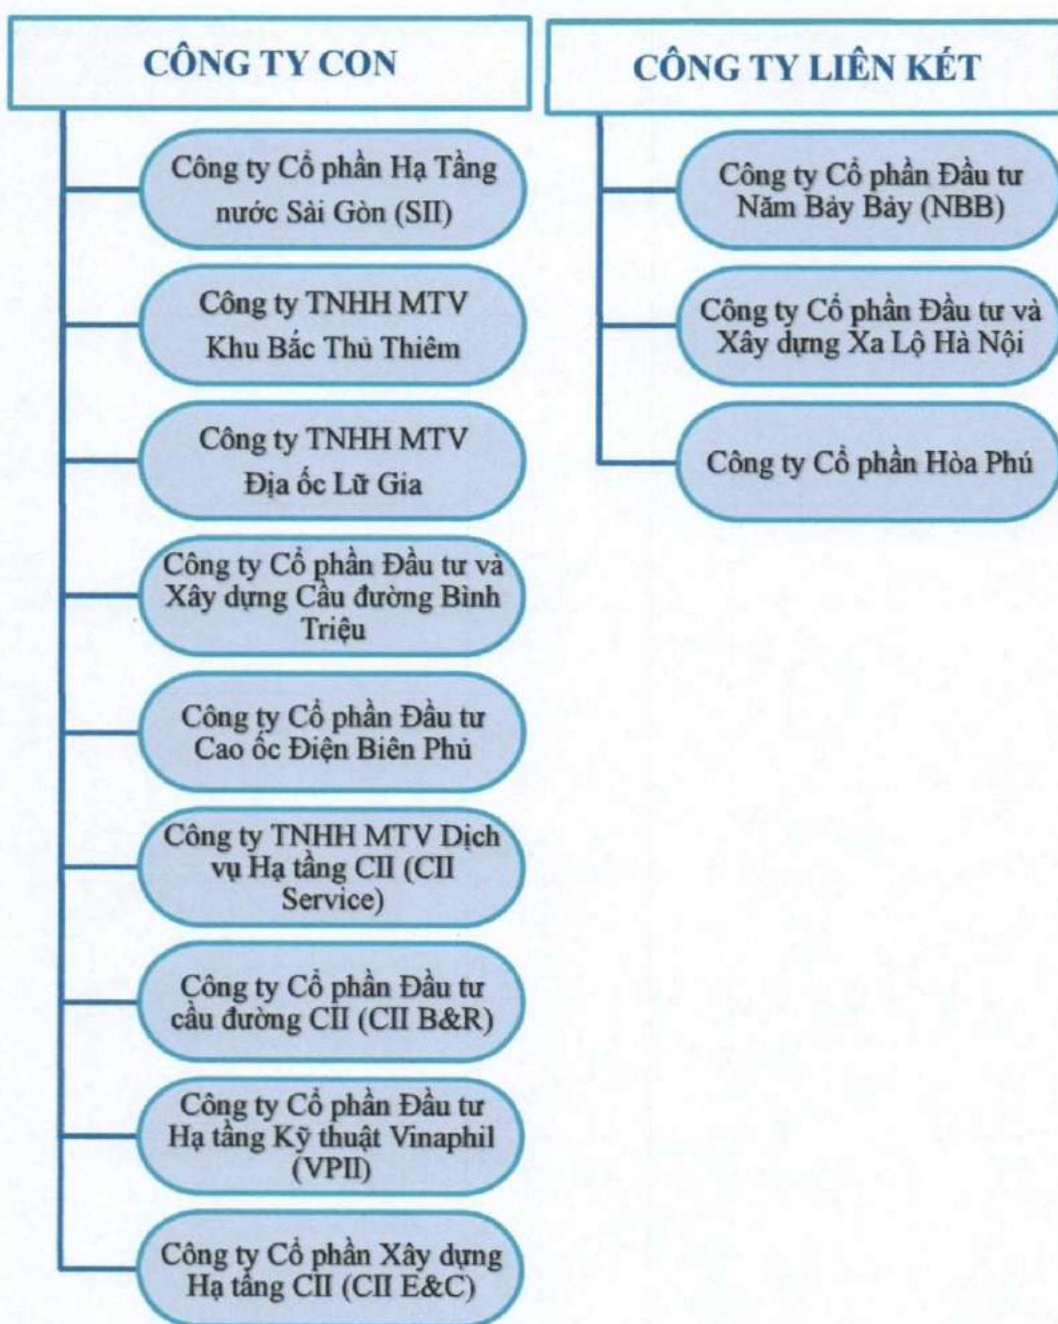 CÔNG TY CON
Công ty Cổ phần Hạ Tầng
nước Sài Gòn (SII)
Công ty TNHH MTV
Khu Bắc Thủ Thiêm
Công ty TNHH MTV
Địa ốc Lữ Gia
Công ty Cổ phần Đầu tư và
Xây dựng Cầu đường Bình
Triệu
Công ty Cổ phần Đầu tư
Cao ốc Điện Biên Phủ
Công ty TNHH MTV Dịch
vụ Hạ tầng CII (CII
Service)
Công ty Cổ phần Đầu tư
cầu đường CII (CII B&R)
Công ty Cổ phần Đầu tư
Hạ tầng Kỹ thuật Vinaphil
(VPII)
Công ty Cổ phần Xây dựng
Hạ tầng CII (CII E&C)
CÔNG TY LIÊN KẾT
Công ty Cổ phần Đầu tư
Năm Bảy Bảy (NBB)
Công ty Cổ phần Đầu tư và
Xây dựng Xa Lộ Hà Nội
Công ty Cổ phần Hòa Phú